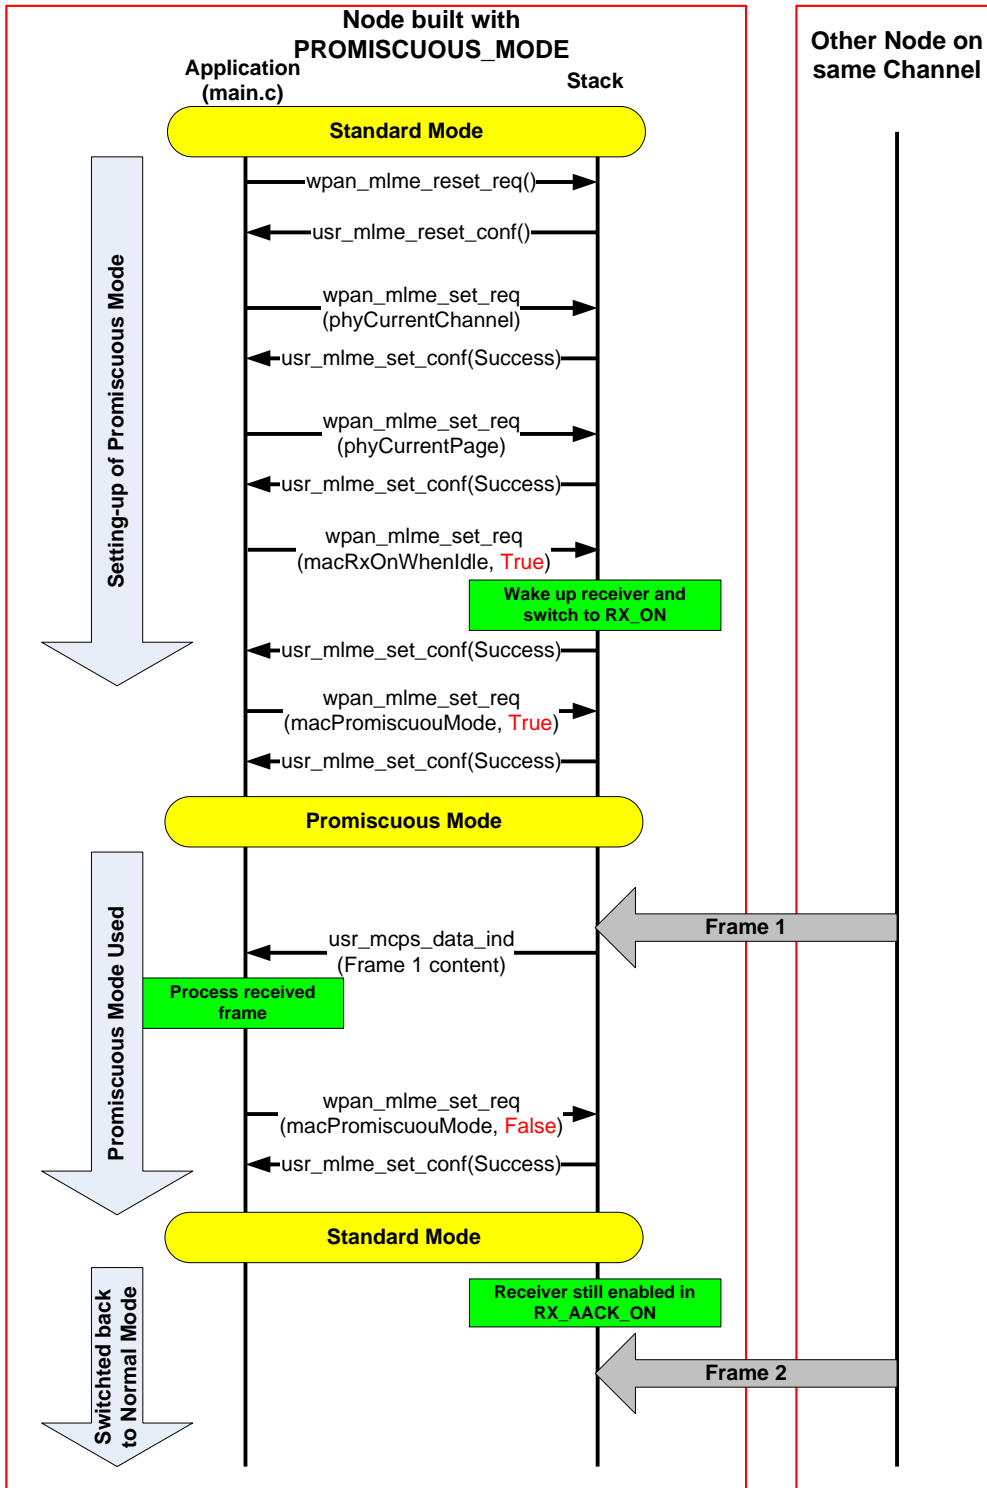 Node built with
PROMISCUOUS_MODE
Other Node on
same Channel
Application
(main.c)
Stack
Standard Mode
Setting-up of Promiscuous Mode
wpan_mlme_reset_req()
usr_mlme_reset_conf()
wpan_mlme_set_req
(phyCurrentChannel)
usr_mlme_set_conf(Success)
wpan_mlme_set_req
(phyCurrentPage)
usr_mlme_set_conf(Success)
wpan_mlme_set_req
(macRxOnWhenIdle, True)
Wake up receiver and
switch to RX_ON
usr_mlme_set_conf(Success)
wpan_mlme_set_req
(macPromiscuouMode, True)
usr_mlme_set_conf(Success)
Promiscuous Mode
Promiscuous Mode Used
Frame 1
usr_mcps_data_ind
(Frame 1 content)
Process received
frame
wpan_mlme_set_req
(macPromiscuouMode, False)
usr_mlme_set_conf(Success)
Standard Mode
Switchted back
to Normal Mode
Receiver still enabled in
RX_AACK_ON
Frame 2